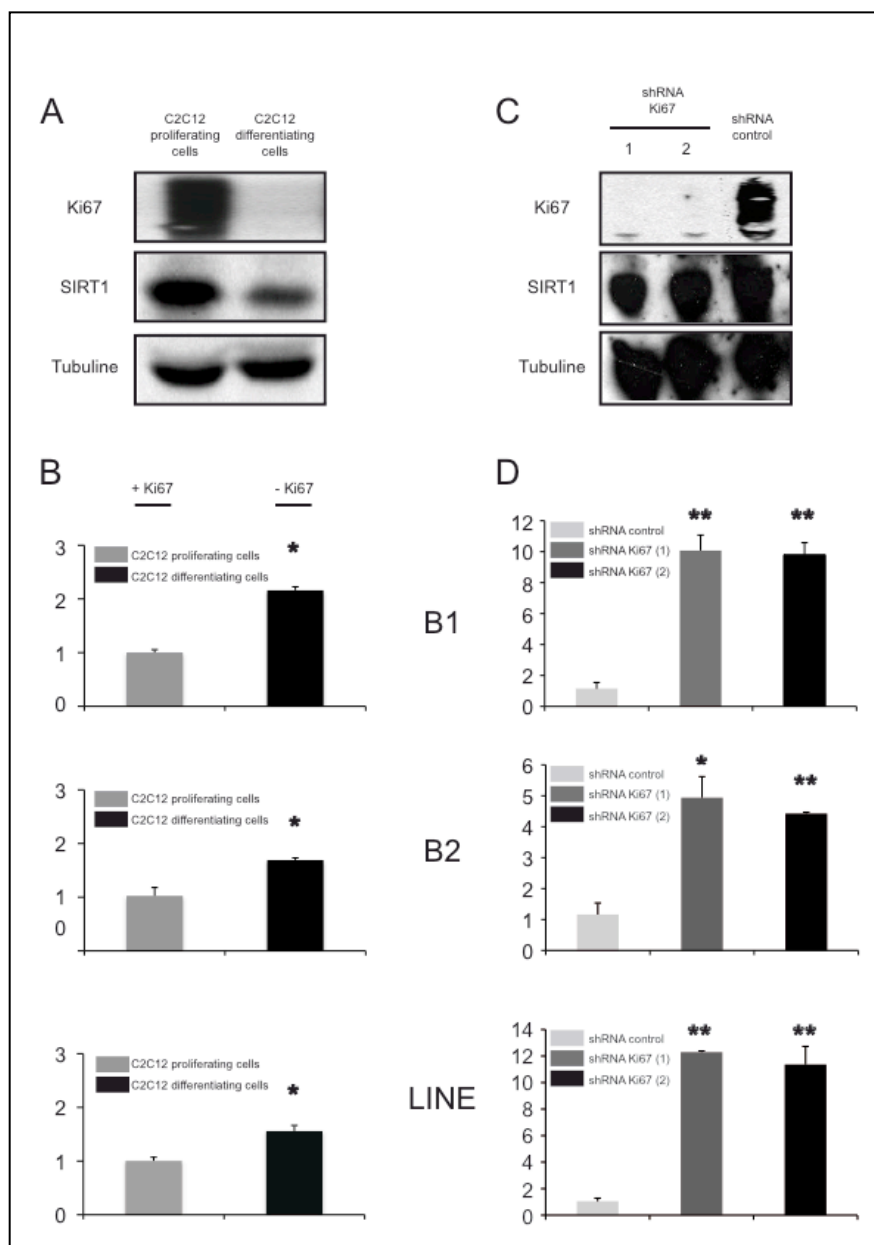 A
C2C12
proliferating
cells
C2C12
differentiating
cells
Ki67
SIRT1
Tubuline
C
shRNA
Ki67
shRNA
control
1 2
Ki67
SIRT1
Tubuline
B
+ Ki67
- Ki67
3
2
1
0
C2C12 proliferating cells
C2C12 differentiating cells
*
3
2
1
0
C2C12 proliferating cells
C2C12 differentiating cells
*
3
2
1
0
C2C12 proliferating cells
C2C12 differentiating cells
*
B1
B2
LINE
D
12
10
8
6
4
2
0
shRNA control
shRNA Ki67 (1)
shRNA Ki67 (2)
**
**
6
5
4
3
2
1
0
shRNA control
shRNA Ki67 (1)
shRNA Ki67 (2)
*
**
14
12
10
8
6
4
2
0
shRNA control
shRNA Ki67 (1)
shRNA Ki67 (2)
**
**